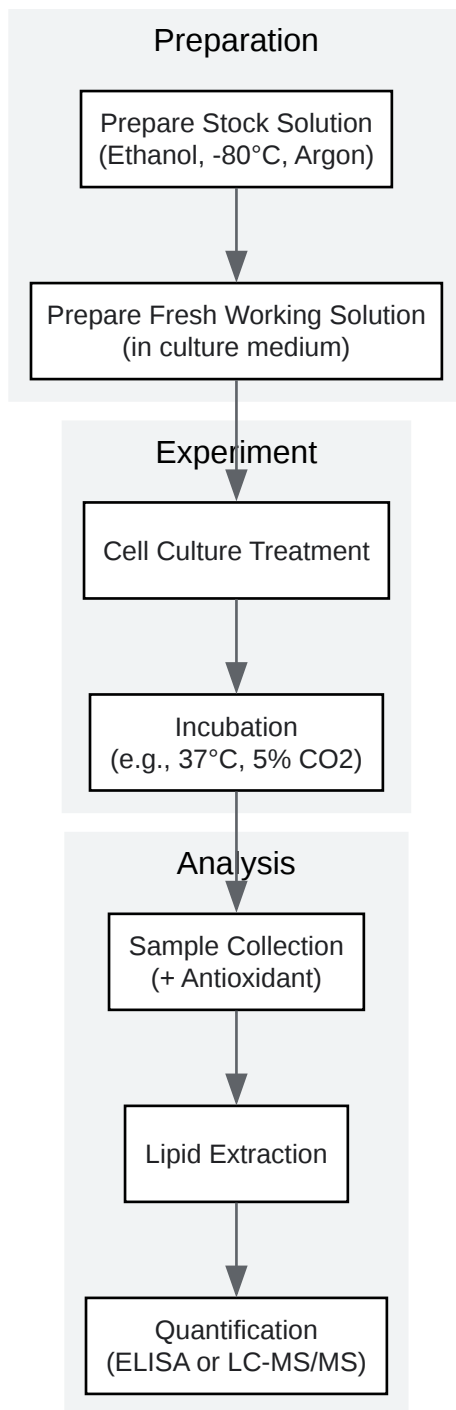 Preparation
Prepare Stock Solution
(Ethanol, -80°C, Argon)
Prepare Fresh Working Solution
(in culture medium)
Experiment
Cell Culture Treatment
Incubation
(e.g., 37°C, 5% CO2)
Analysis
Sample Collection
(+ Antioxidant)
Lipid Extraction
Quantification
(ELISA or LC-MS/MS)